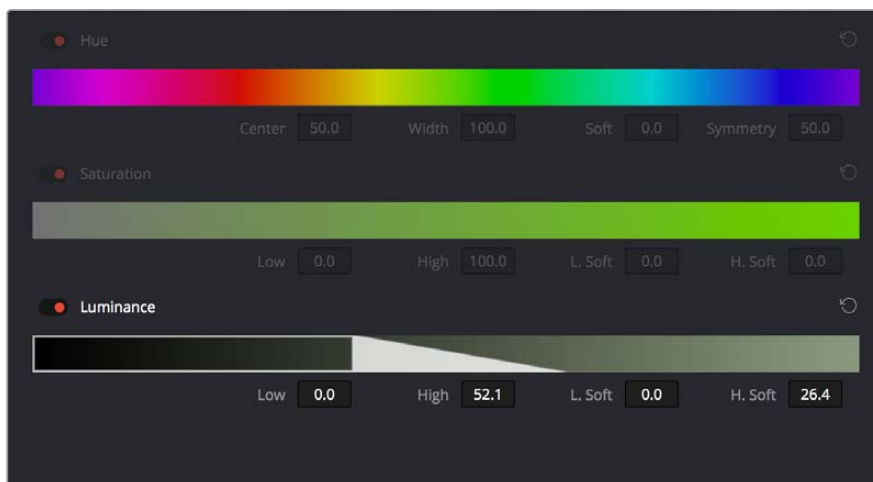 Hue
Center 50.0 Width 100.0 Soft 0.0 Symmetry 50.0
Saturation
Low 0.0 High 100.0 L. Soft 0.0 H. Soft 0.0
Luminance
Low 0.0 High 52.1 L. Soft 0.0 H. Soft 26.4